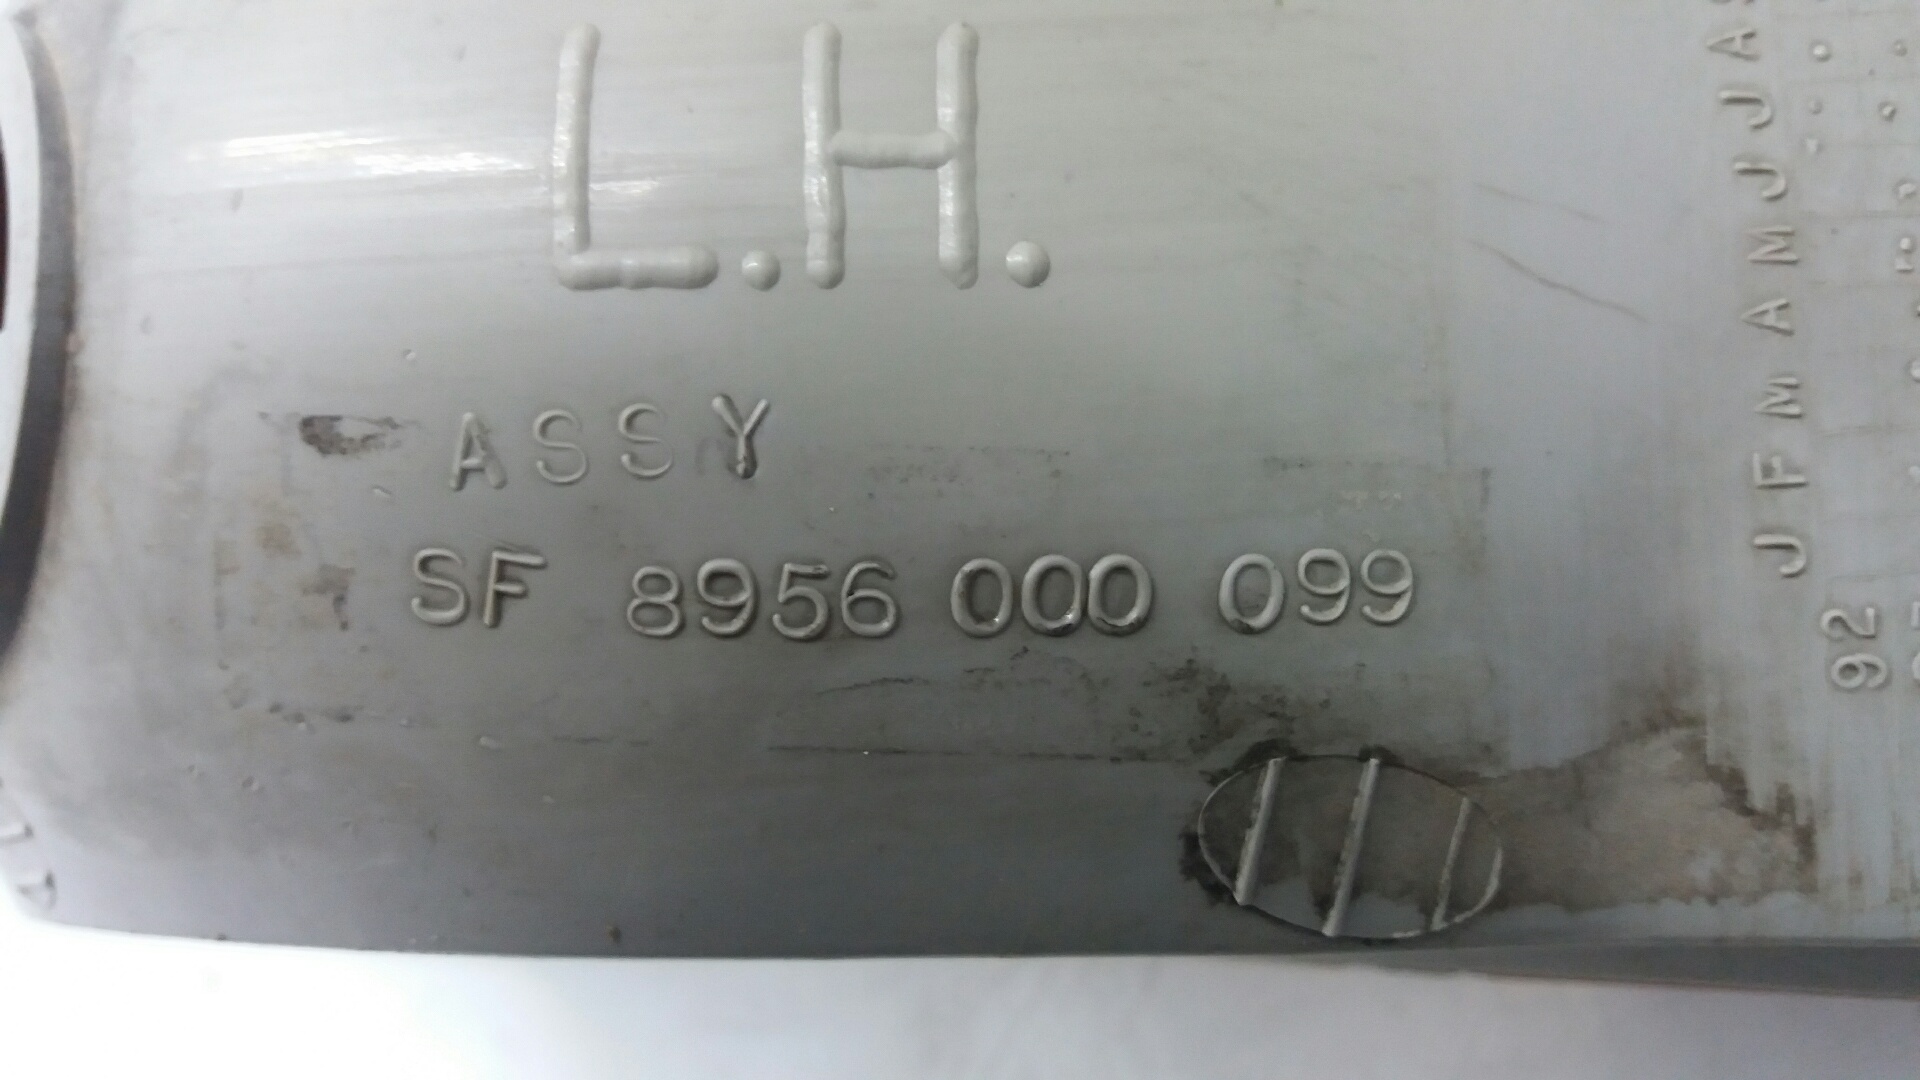 L.H.
ASSY
SF 8956 000 099
J F M A M J J A S
92